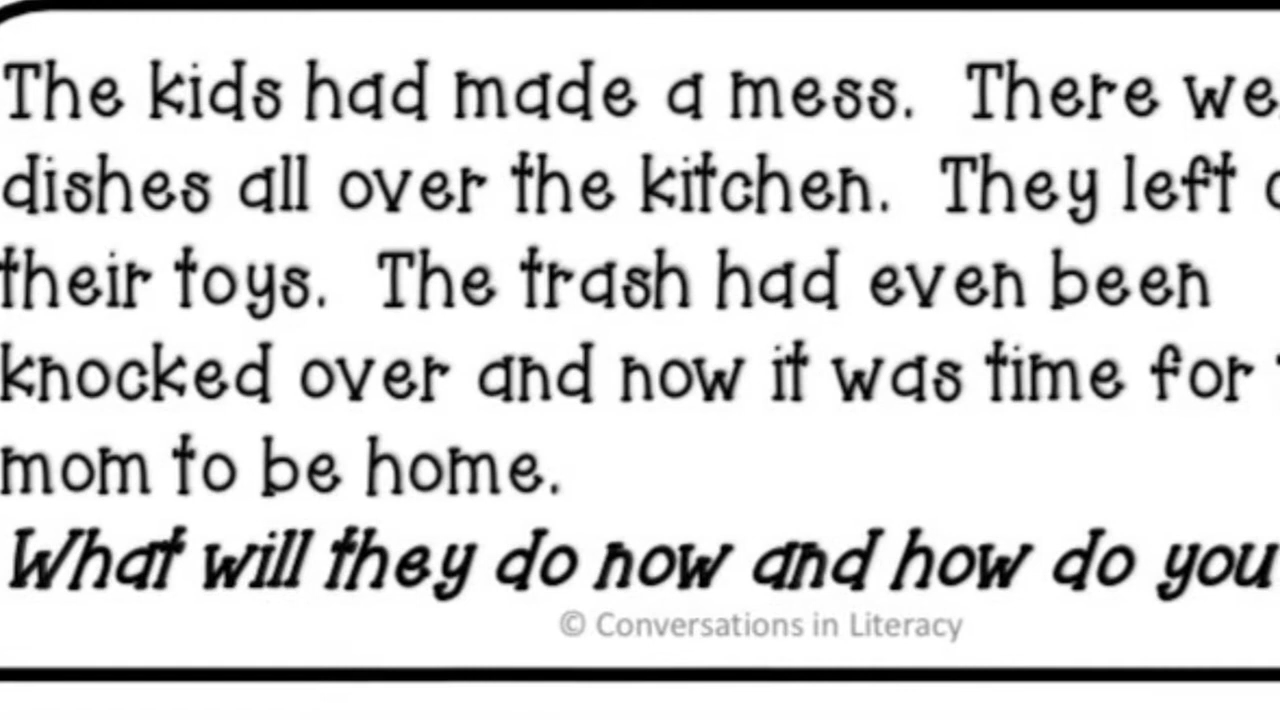 The kids had made a mess. There we
dishes all over the kitchen. They left
their toys. The trash had even been
knocked over and now it was time for
mom to be home.
What will they do now and how do you
© Conversations in Literacy